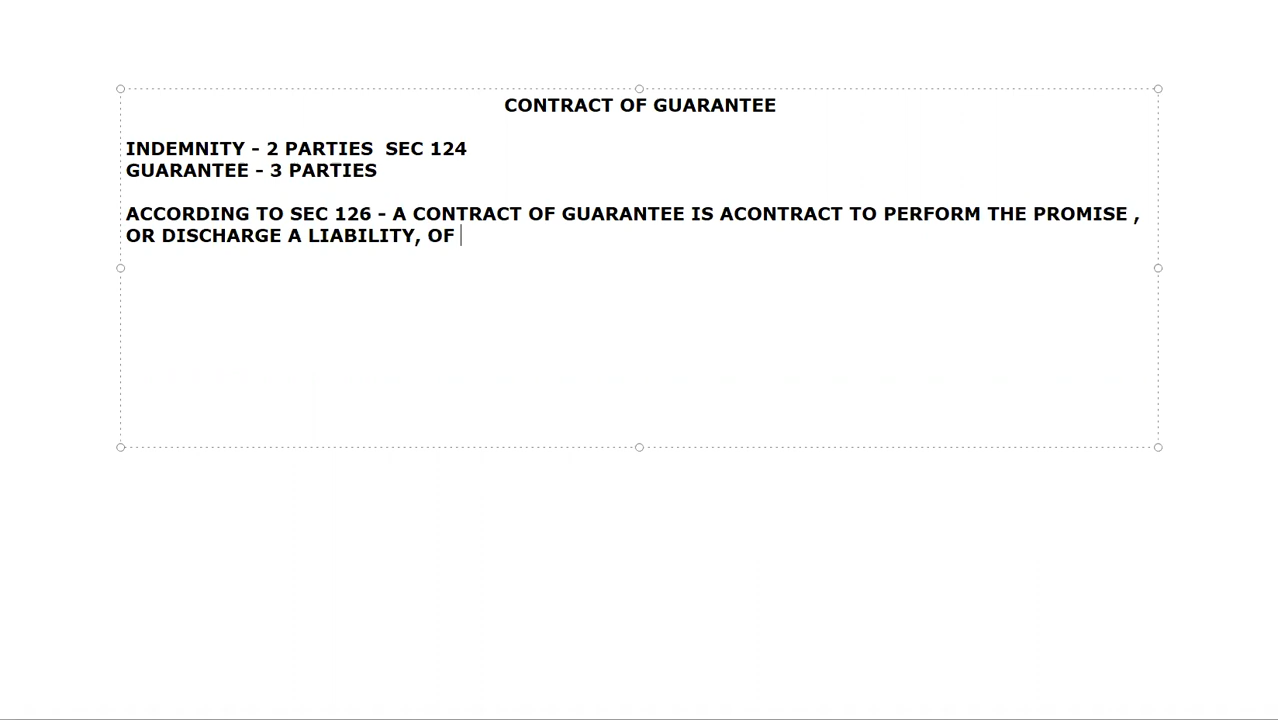 CONTRACT OF GUARANTEE
INDEMNITY - 2 PARTIES  SEC 124
GUARANTEE - 3 PARTIES
ACCORDING TO SEC 126 - A CONTRACT OF GUARANTEE IS ACONTRACT TO PERFORM THE PROMISE ,
OR DISCHARGE A LIABILITY, OF